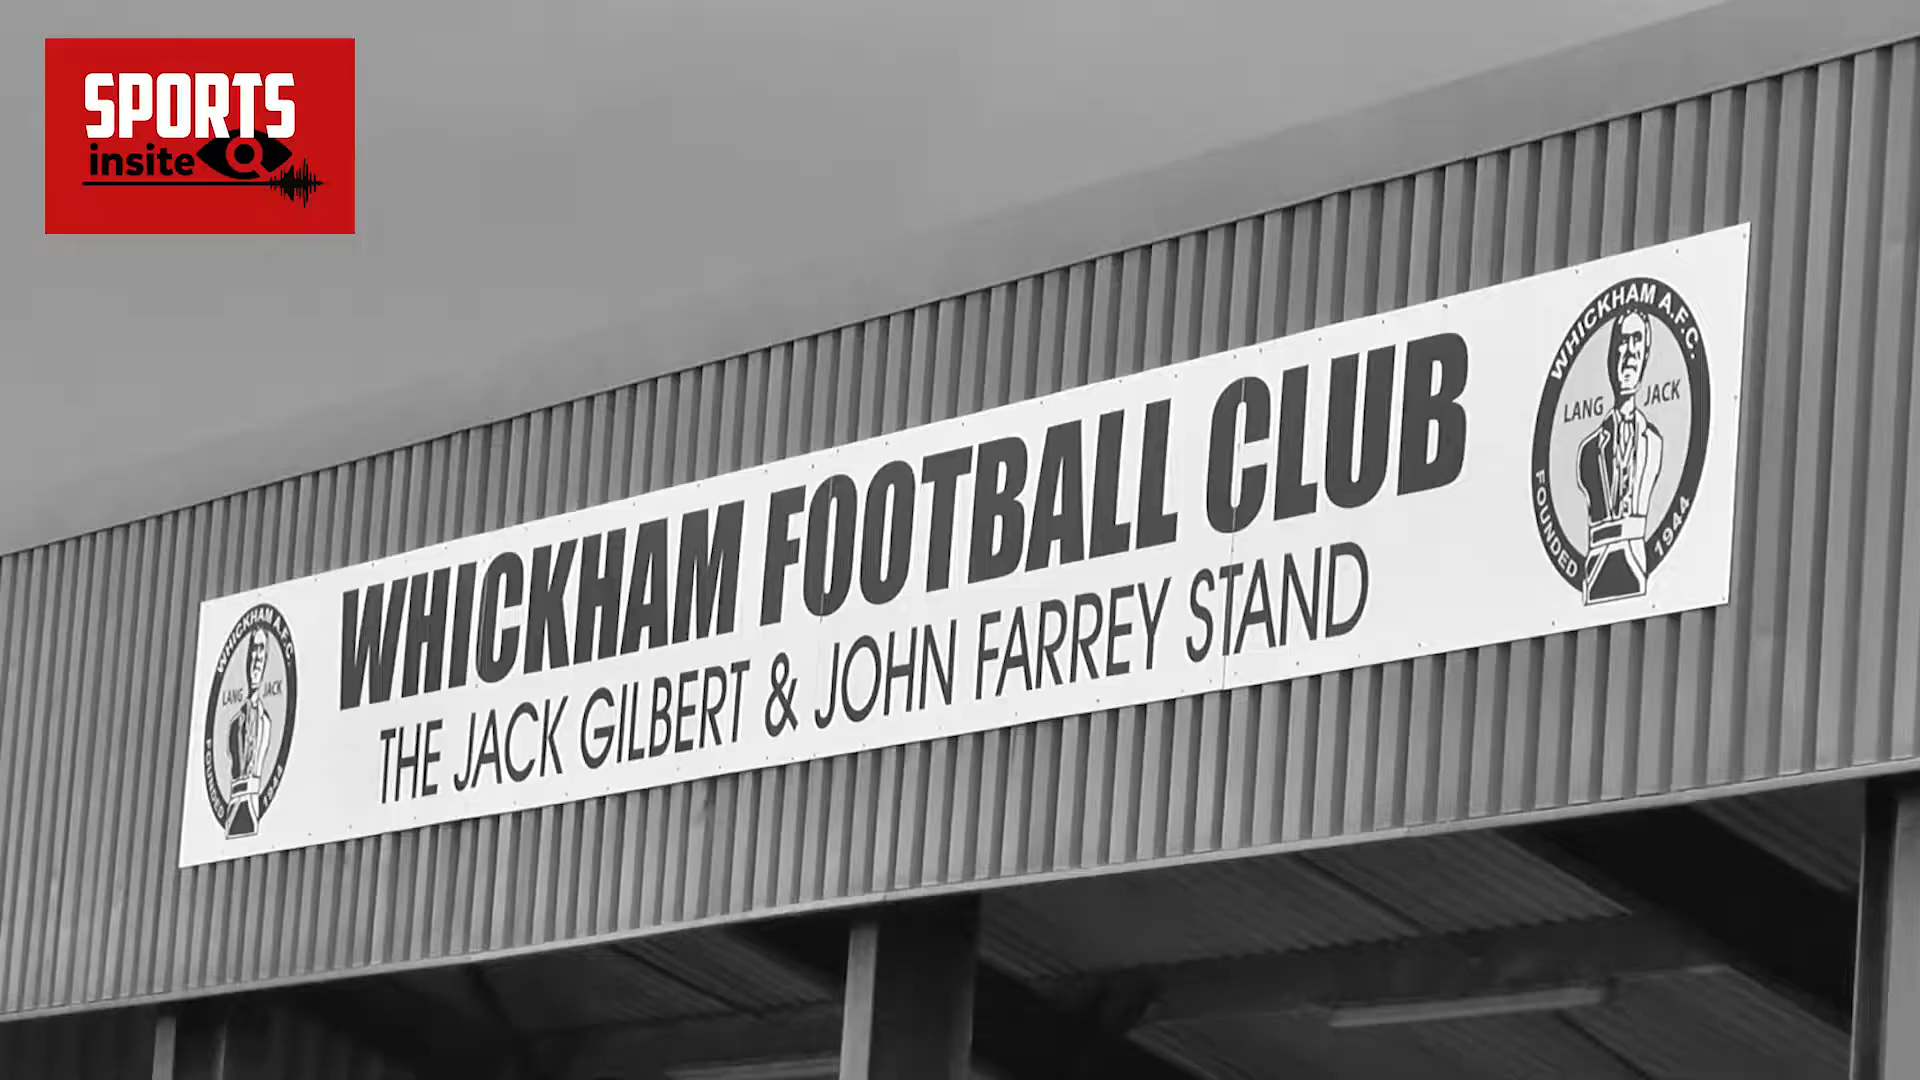 SPORTS
insite
WHICKHAM FOOTBALL CLUB
THE JACK GILBERT & JOHN FARREY STAND
WHICKHAM A.F.C.
LANG JACK
FOUNDED 1944
WHICKHAM A.F.C.
LANG JACK
FOUNDED 1944